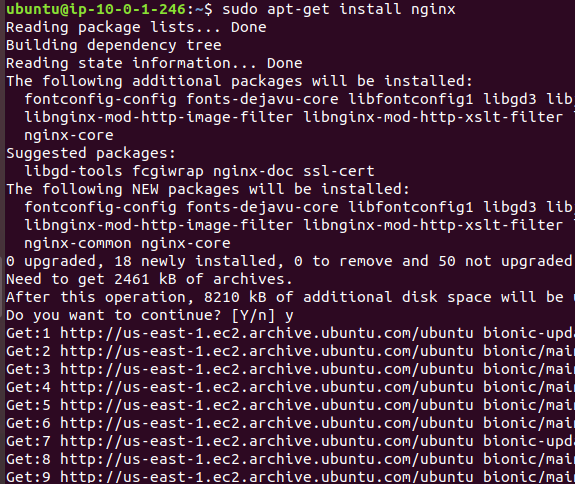 ubuntu@ip-10-0-1-246:~$ sudo apt-get install nginx
Reading package lists... Done
Building dependency tree
Reading state information... Done
The following additional packages will be installed:
  fontconfig-config fonts-dejavu-core libfontconfig1 libgd3 lib
  libnginx-mod-http-image-filter libnginx-mod-http-xslt-filter
  nginx-core
Suggested packages:
  libgd-tools fcgiwrap nginx-doc ssl-cert
The following NEW packages will be installed:
  fontconfig-config fonts-dejavu-core libfontconfig1 libgd3 lib
  libnginx-mod-http-image-filter libnginx-mod-http-xslt-filter
  nginx-common nginx-core
0 upgraded, 18 newly installed, 0 to remove and 50 not upgraded
Need to get 2461 kB of archives.
After this operation, 8210 kB of additional disk space will be
Do you want to continue? [Y/n] y
Get:1 http://us-east-1.ec2.archive.ubuntu.com/ubuntu bionic-upda
Get:2 http://us-east-1.ec2.archive.ubuntu.com/ubuntu bionic/mai
Get:3 http://us-east-1.ec2.archive.ubuntu.com/ubuntu bionic/mai
Get:4 http://us-east-1.ec2.archive.ubuntu.com/ubuntu bionic/mai
Get:5 http://us-east-1.ec2.archive.ubuntu.com/ubuntu bionic/mai
Get:6 http://us-east-1.ec2.archive.ubuntu.com/ubuntu bionic/mai
Get:7 http://us-east-1.ec2.archive.ubuntu.com/ubuntu bionic-upd
Get:8 http://us-east-1.ec2.archive.ubuntu.com/ubuntu bionic/mai
Get:9 http://us-east-1.ec2.archive.ubuntu.com/ubuntu bionic/mai